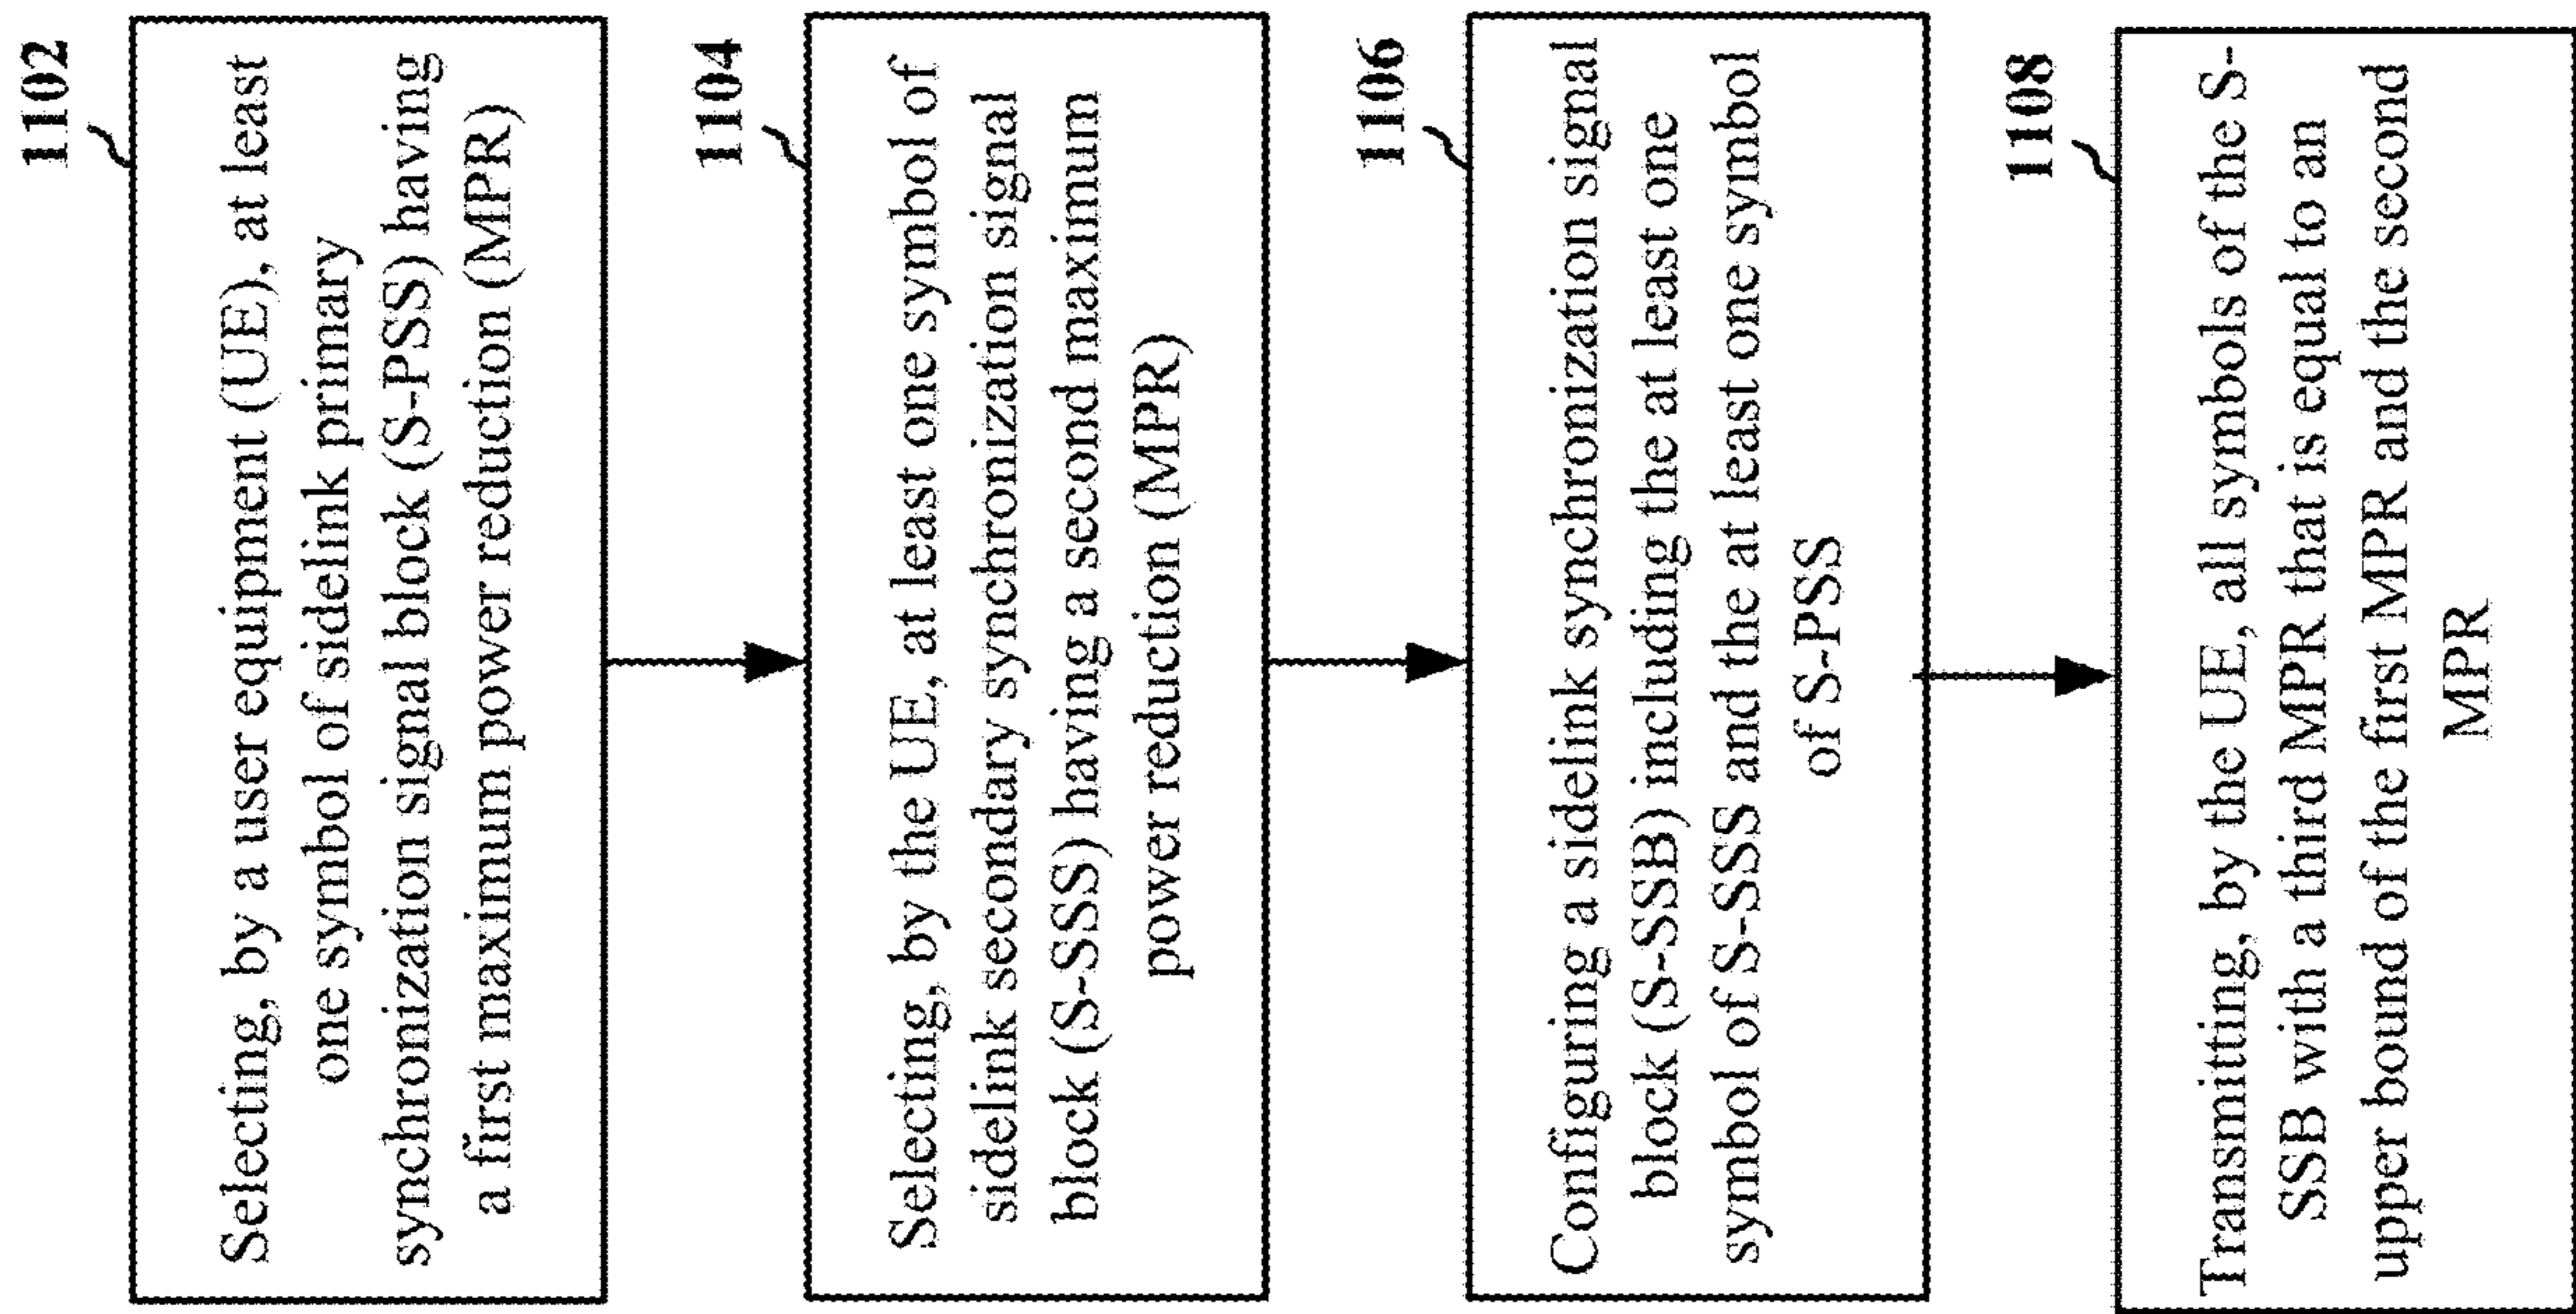 1102
Selecting, by a user equipment (UE), at least
one symbol of sidelink primary
synchronization signal block (S-PSS) having
a first maximum power reduction (MPR)
1104
Selecting, by the UE, at least one symbol of
sidelink secondary synchronization signal
block (S-SSS) having a second maximum
power reduction (MPR)
1106
Configuring a sidelink synchronization signal
block (S-SSB) including the at least one
symbol of S-SSS and the at least one symbol
of S-PSS
1108
Transmitting, by the UE, all symbols of the S-
SSB with a third MPR that is equal to an
upper bound of the first MPR and the second
MPR